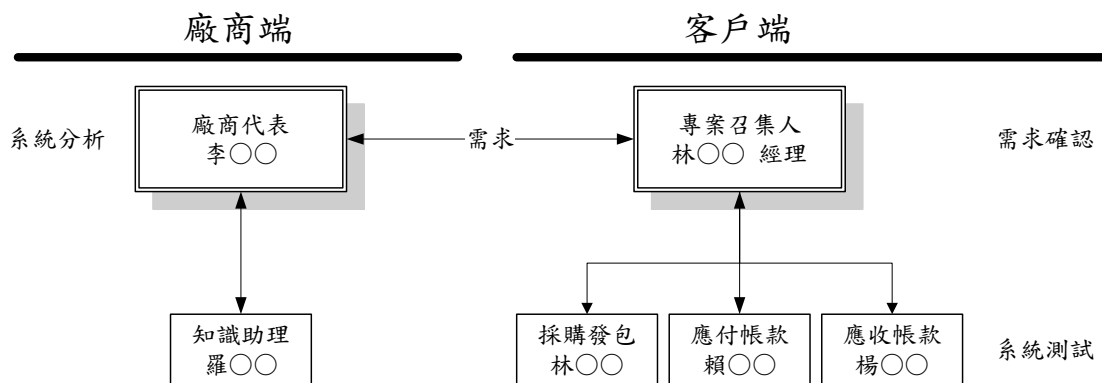 廠商端
客戶端
系統分析
廠商代表
李○○
需求
專案召集人
林○○ 經理
需求確認
知識助理
羅○○
採購發包
林○○
應付帳款
賴○○
應收帳款
楊○○
系統測試